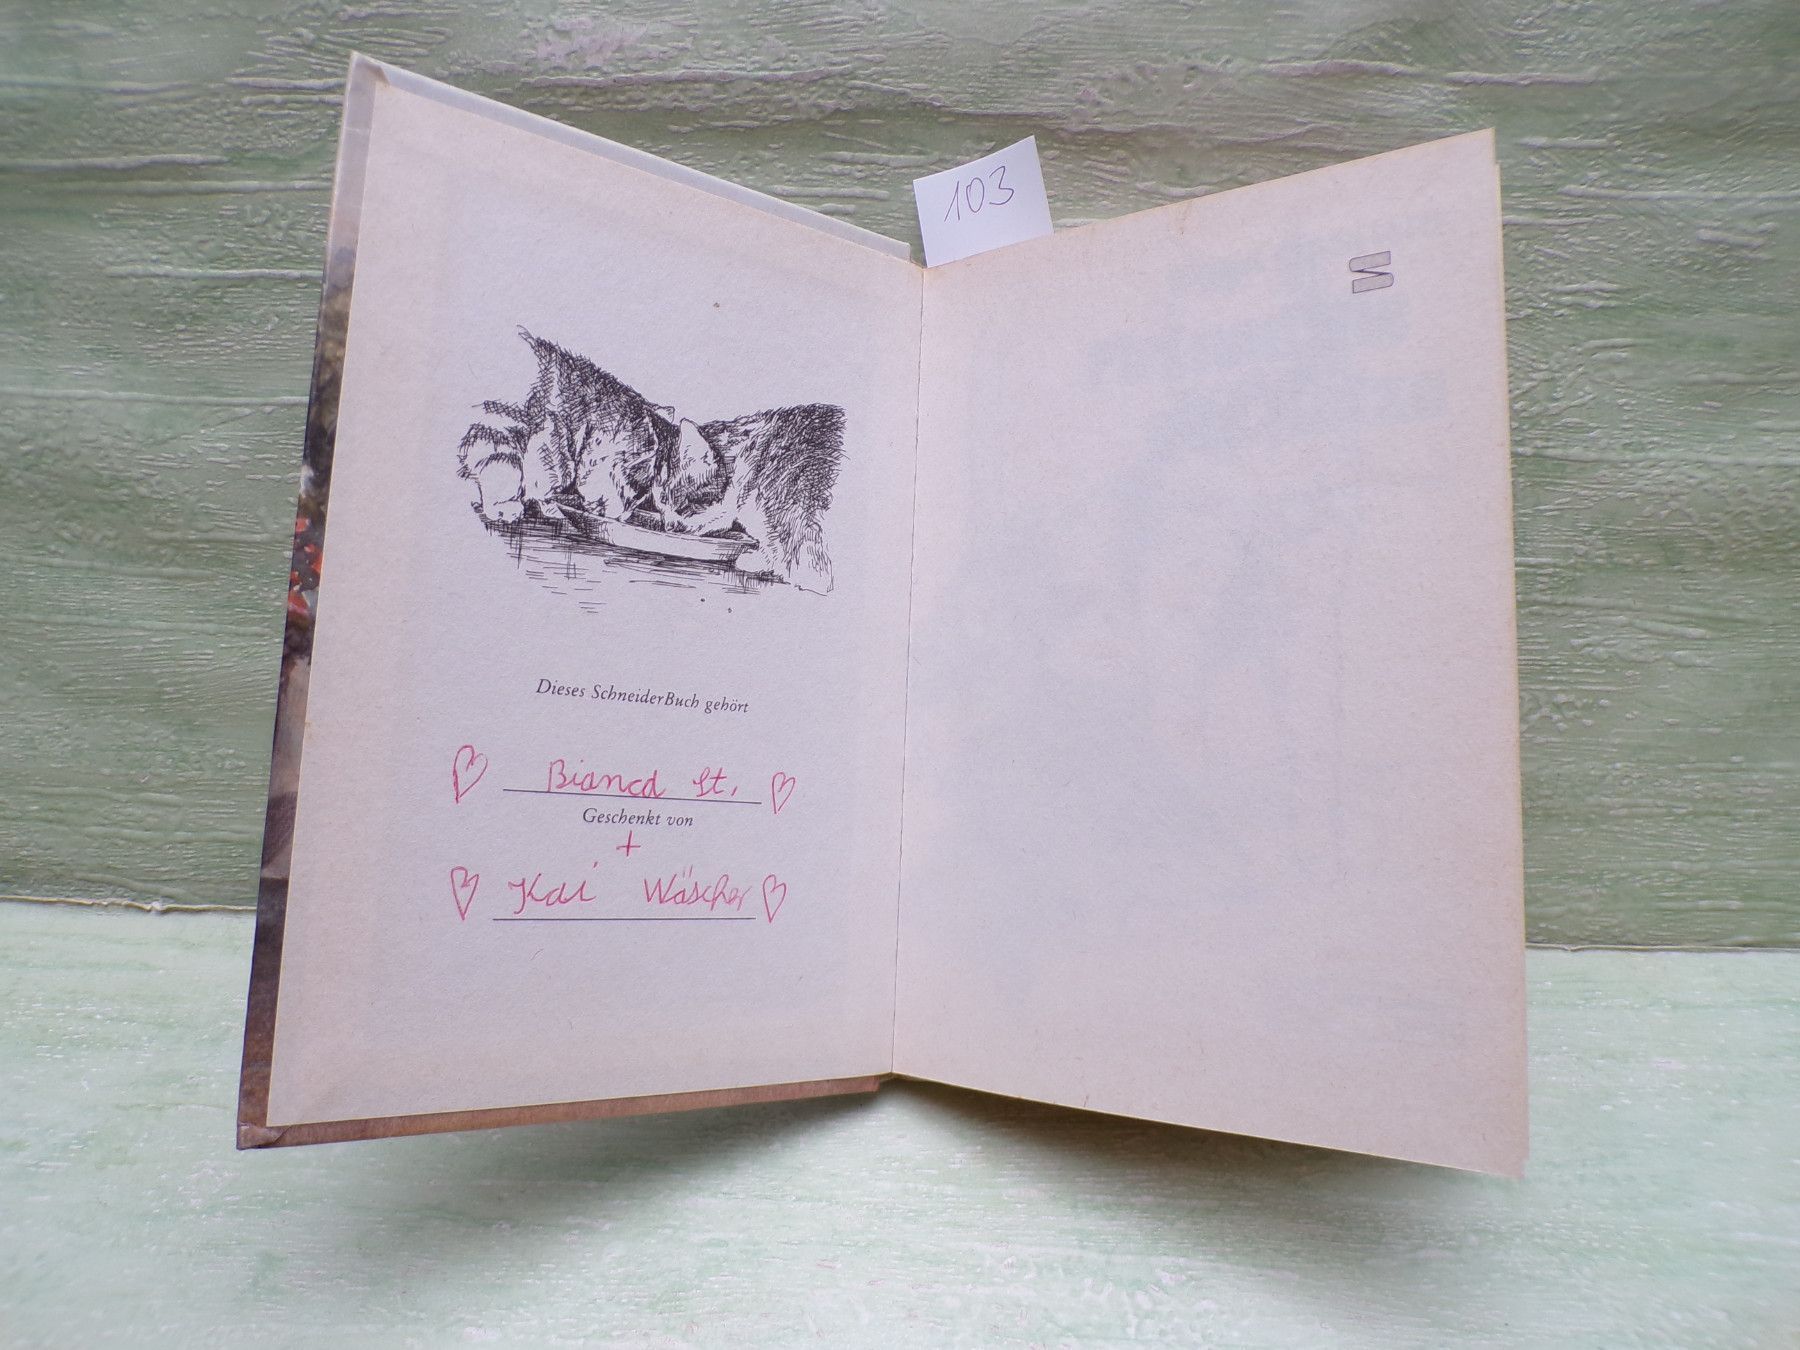 103
Dieses SchneiderBuch gehört
Bianca St.
Geschenkt von
+
Kai Wäscher